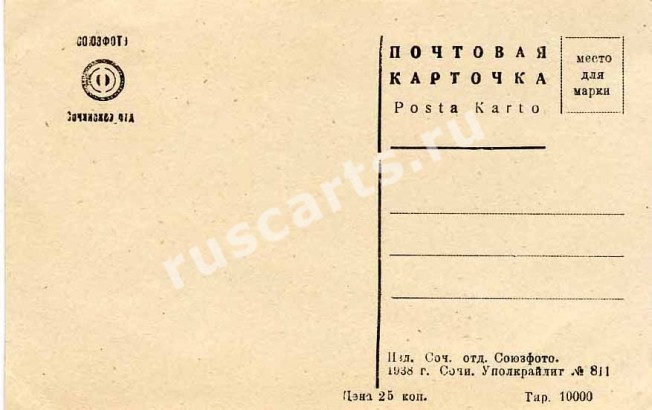 СОЮЗФОТО
Сочинское отд
ПОЧТОВАЯ
КАРТОЧКА
Posta Karto
место
для
марки
ruscarts.ru
Изд. Соч. отд. Союзфото.
1938 г. Сочи. Уполкрайлит № 811
Цена 25 коп.
Тир. 10000